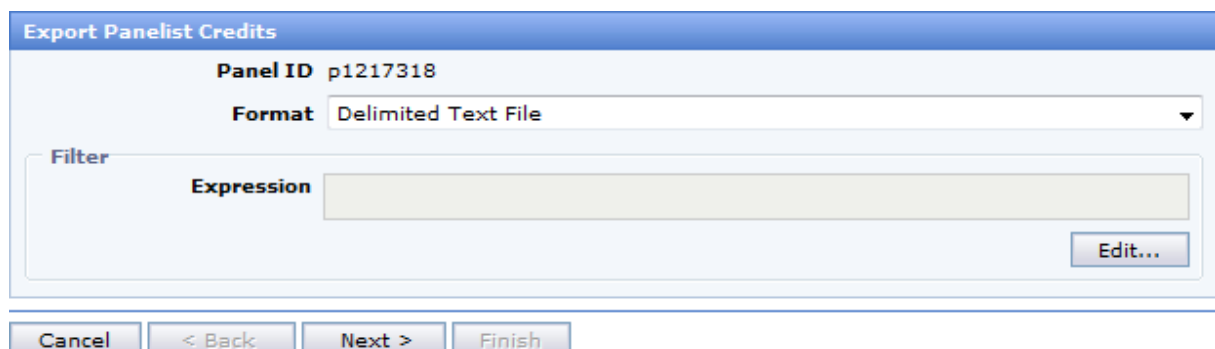 Export Panelist Credits
Panel ID p1217318
Format Delimited Text File
Filter
Expression
Edit...
Cancel < Back Next > Finish